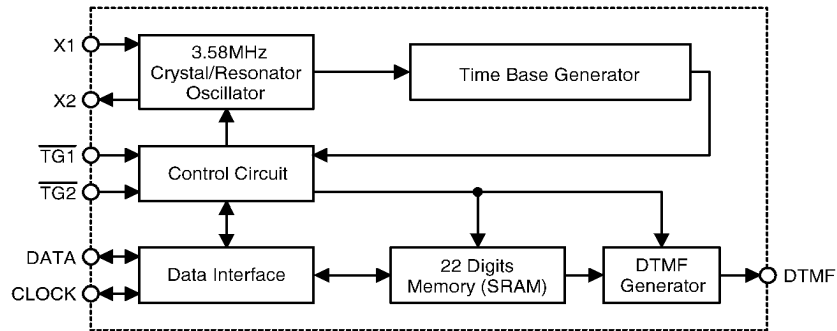 X1
3.58MHz
Crystal/Resonator
Oscillator
Time Base Generator
X2
TG1
Control Circuit
TG2
DATA
Data Interface
22 Digits
Memory (SRAM)
DTMF
Generator
DTMF
CLOCK